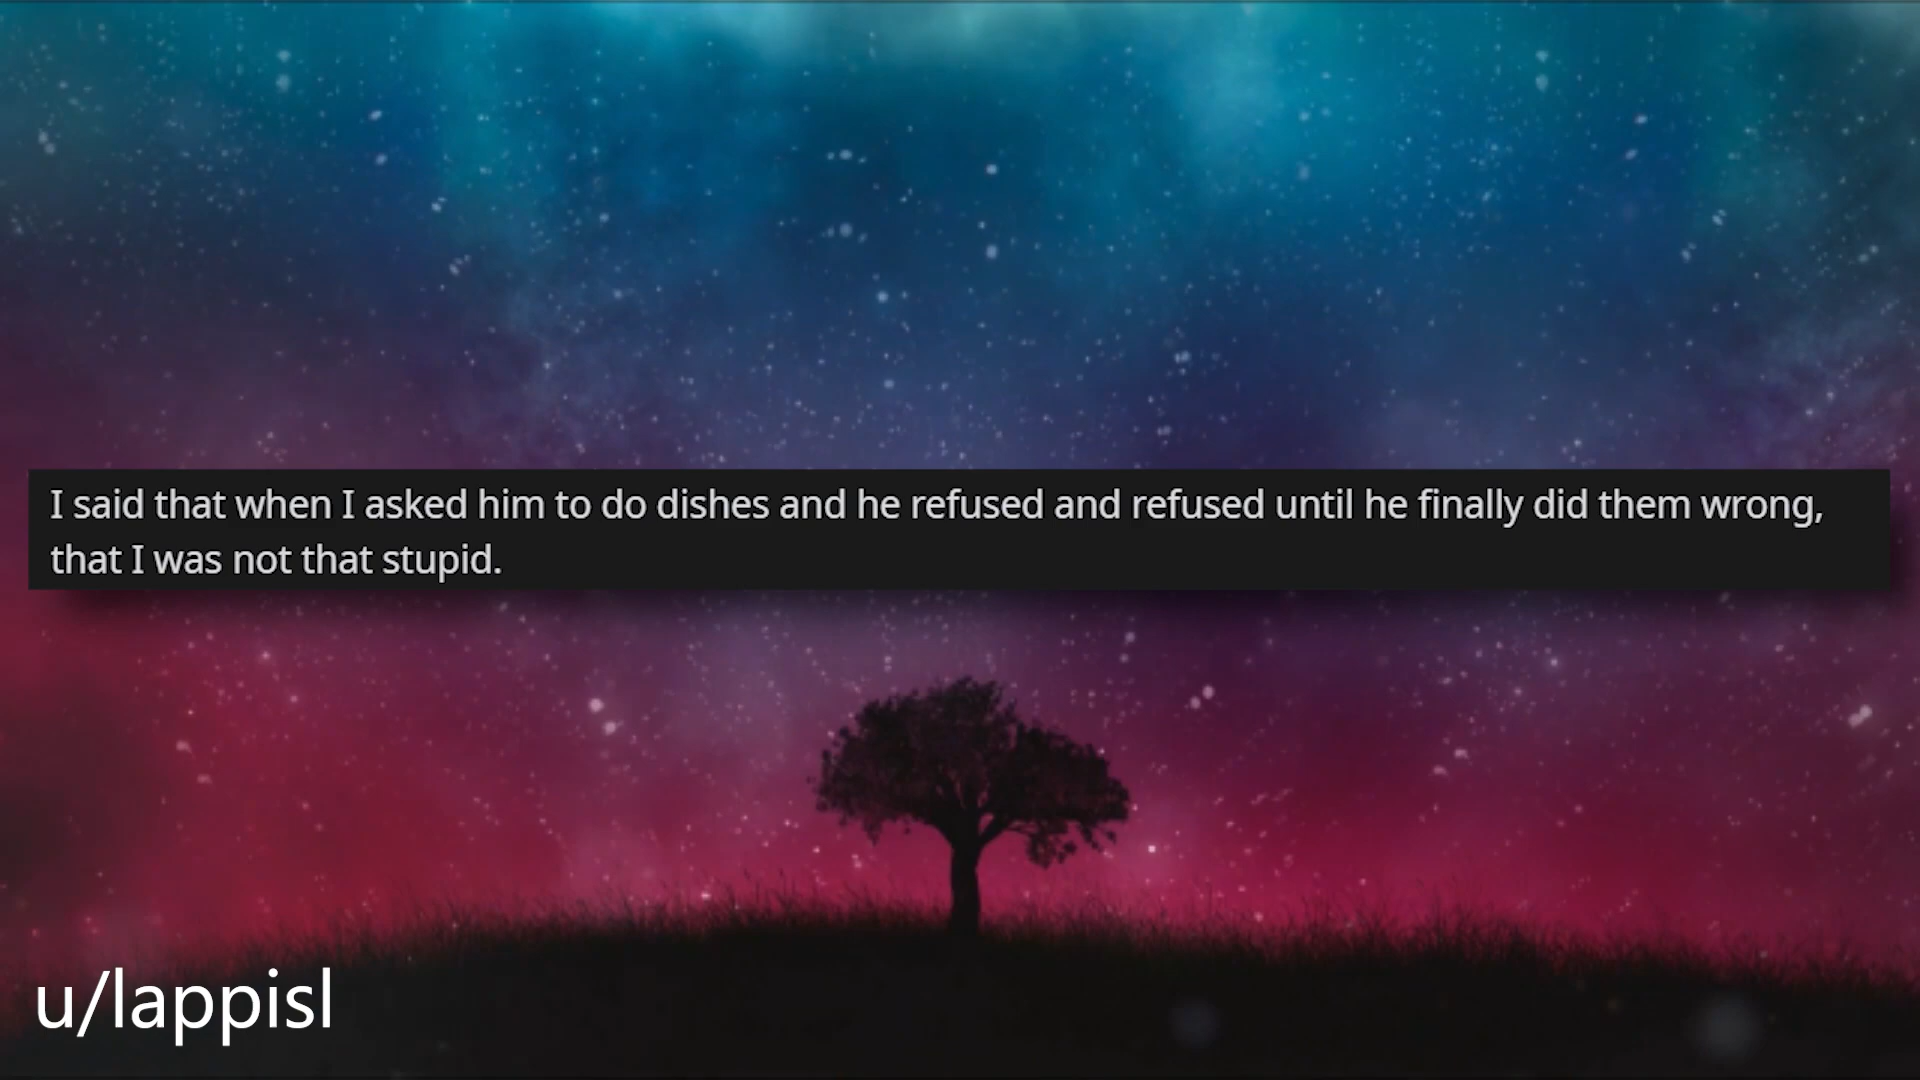 I said that when I asked him to do dishes and he refused and refused until he finally did them wrong,
that I was not that stupid.
u/lappisl